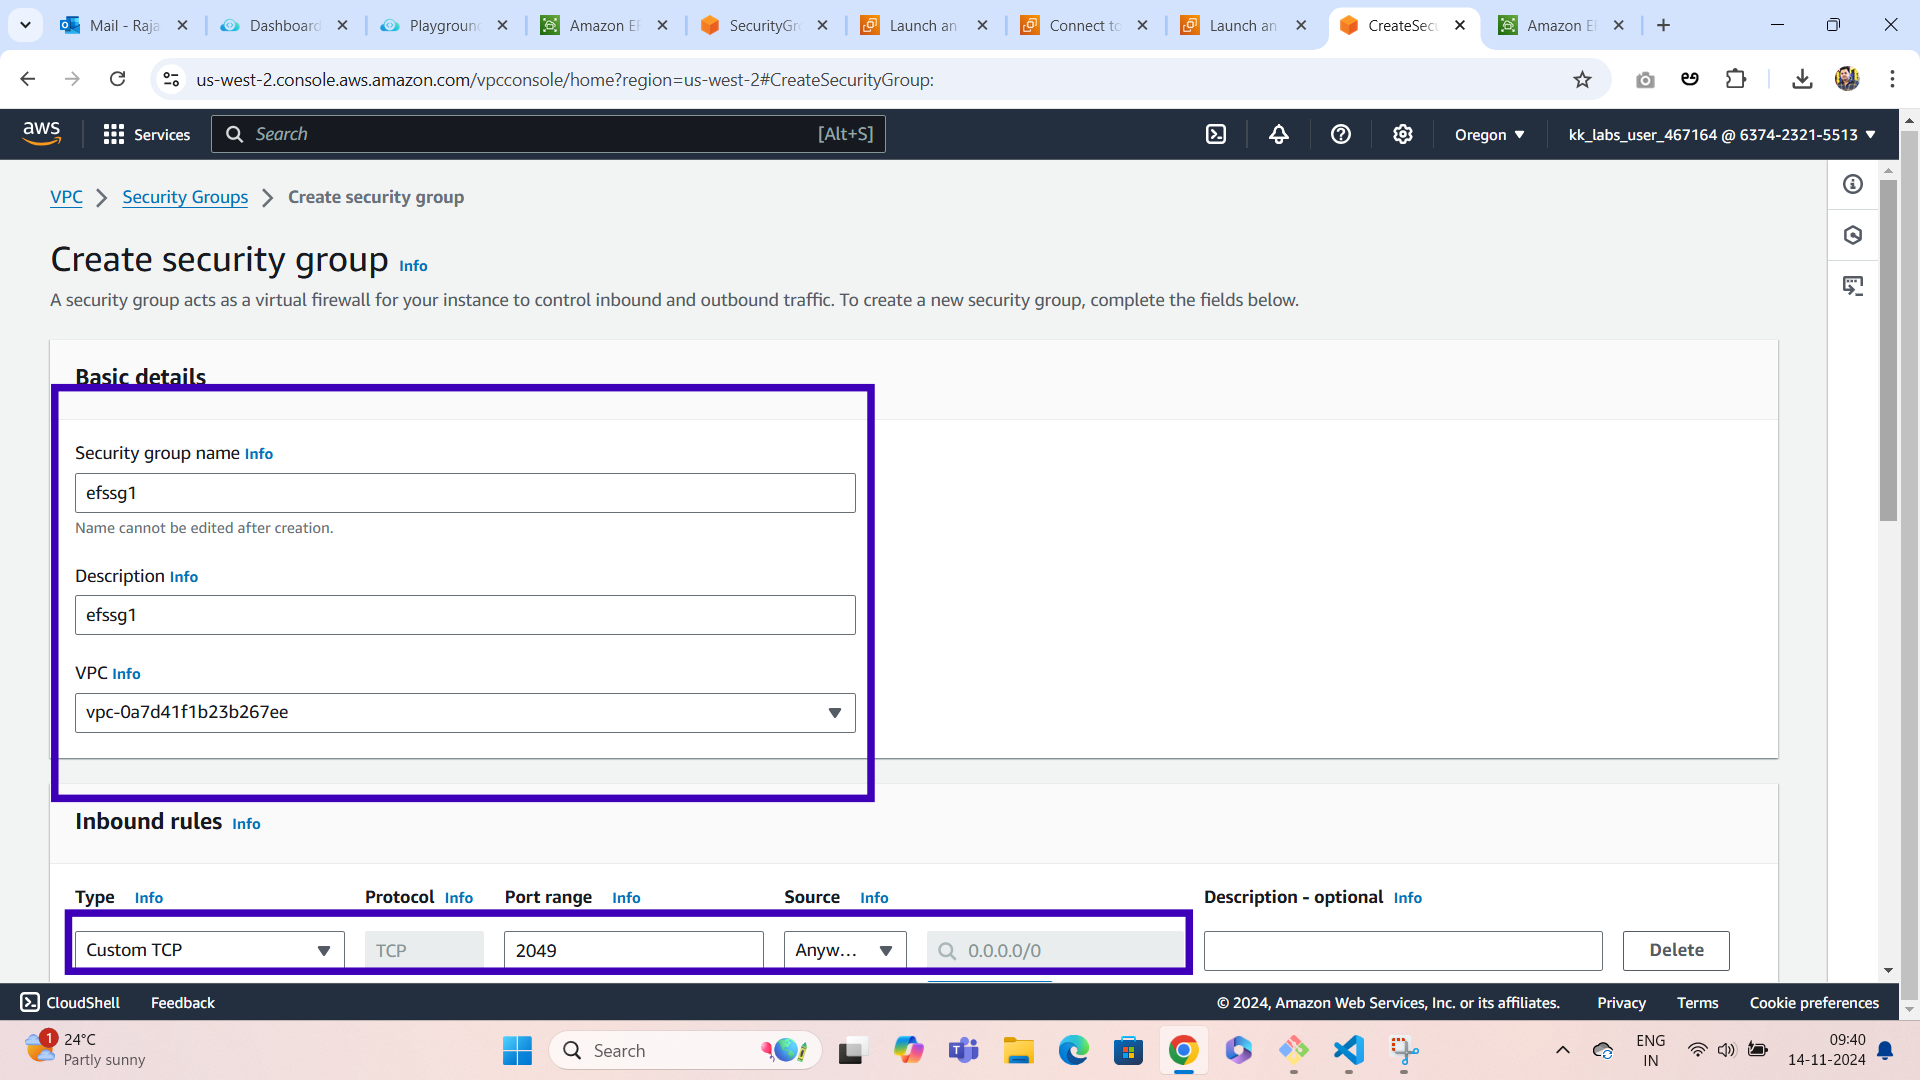 Mail - Raja
Dashboard
Playground
Amazon EF
SecurityGro
Launch an
Connect to
Launch an
CreateSecu
Amazon EF
us-west-2.console.aws.amazon.com/vpcconsole/home?region=us-west-2#CreateSecurityGroup:
aws
Services
Search
[Alt+S]
Oregon
kk_labs_user_467164 @ 6374-2321-5513
VPC
Security Groups
Create security group
Create security group Info
A security group acts as a virtual firewall for your instance to control inbound and outbound traffic. To create a new security group, complete the fields below.
Basic details
Security group name Info
efssg1
Name cannot be edited after creation.
Description Info
efssg1
VPC Info
vpc-0a7d41f1b23b267ee
Inbound rules Info
Type Info Protocol Info Port range Info Source Info Description - optional Info
Custom TCP TCP 2049 Anyw... 0.0.0.0/0 Delete
CloudShell Feedback © 2024, Amazon Web Services, Inc. or its affiliates. Privacy Terms Cookie preferences
1
24°C
Partly sunny
Search
ENG
IN
09:40
14-11-2024